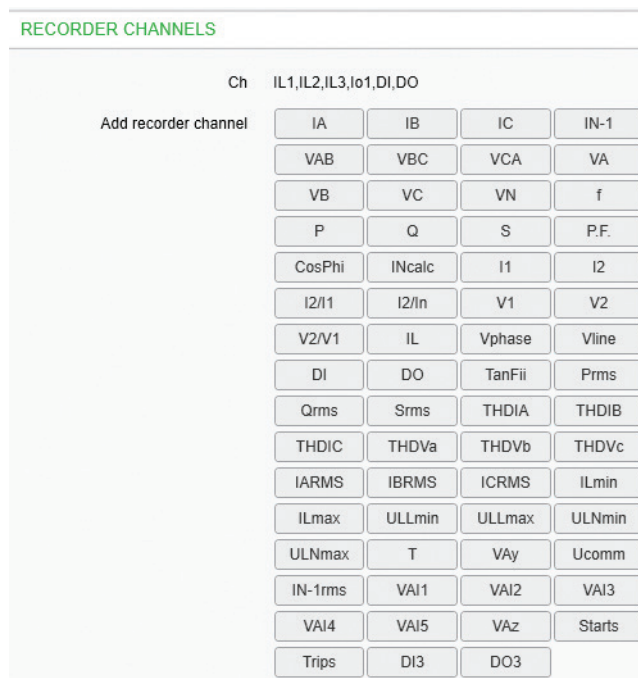 RECORDER CHANNELS
Ch IL1,IL2,IL3,Io1,DI,DO
Add recorder channel IA IB IC IN-1
VAB VBC VCA VA
VB VC VN f
P Q S P.F.
CosPhi INcalc I1 I2
I2/I1 I2/In V1 V2
V2/V1 IL Vphase Vline
DI DO TanFii Prms
Qrms Srms THDIA THDIB
THDIC THDVa THDVb THDVc
IARMS IBRMS ICRMS ILmin
ILmax ULLmin ULLmax ULNmin
ULNmax T VAy Ucomm
IN-1rms VAI1 VAI2 VAI3
VAI4 VAI5 VAz Starts
Trips DI3 DO3